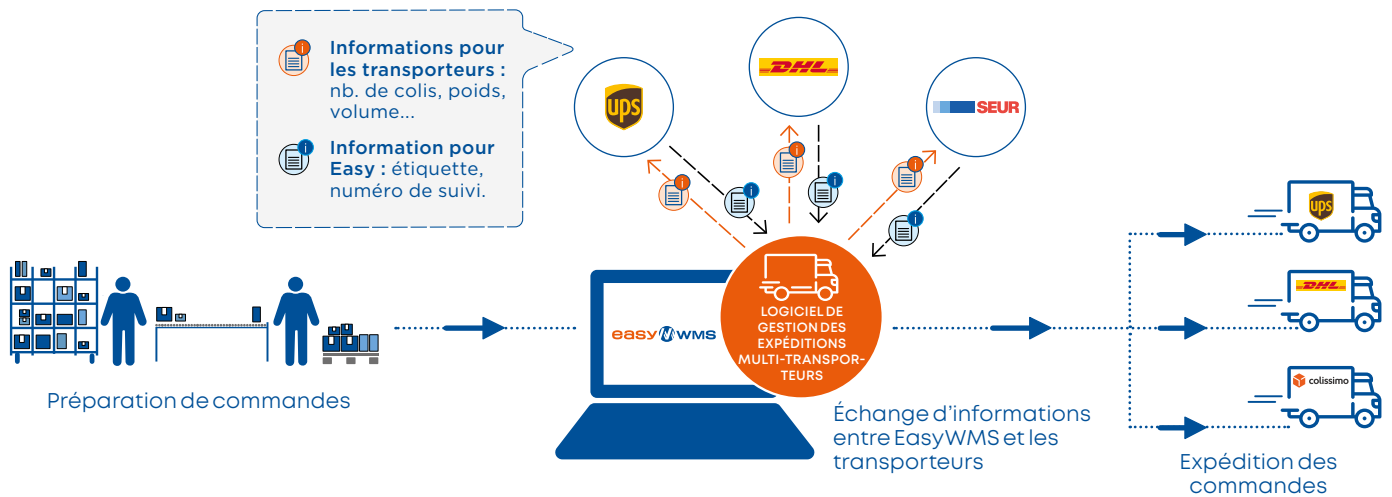 Informations pour
les transporteurs :
nb. de colis, poids,
volume...
Information pour
Easy : étiquette,
numéro de suivi.
ups
DHL
SEUR
easy WMS
LOGICIEL DE
GESTION DES
EXPÉDITIONS
MULTI-TRANSPOR-
TEURS
ups
DHL
colissimo
Préparation de commandes
Échange d'informations
entre EasyWMS et les
transporteurs
Expédition des
commandes